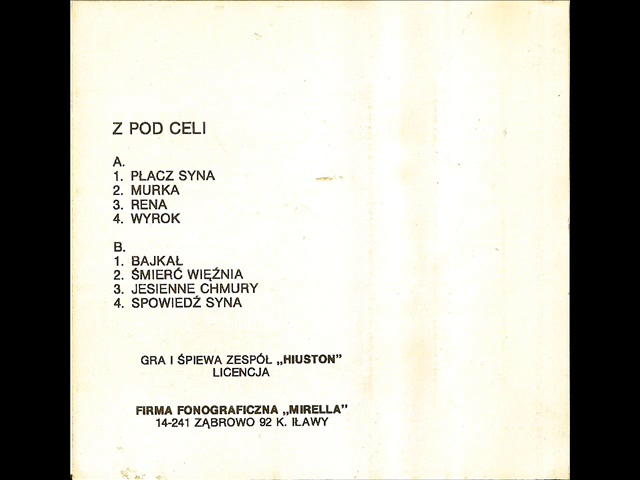 Z POD CELI
A.
1. PŁACZ SYNA
2. MURKA
3. RENA
4. WYROK
B.
1. BAJKAŁ
2. ŚMIERĆ WIĘŹNIA
3. JESIENNE CHMURY
4. SPOWIEDŹ SYNA
GRA I ŚPIEWA ZESPÓŁ „HIUSTON”
LICENCJA
FIRMA FONOGRAFICZNA „MIRELLA”
14-241 ZĄBROWO 92 K. IŁAWY